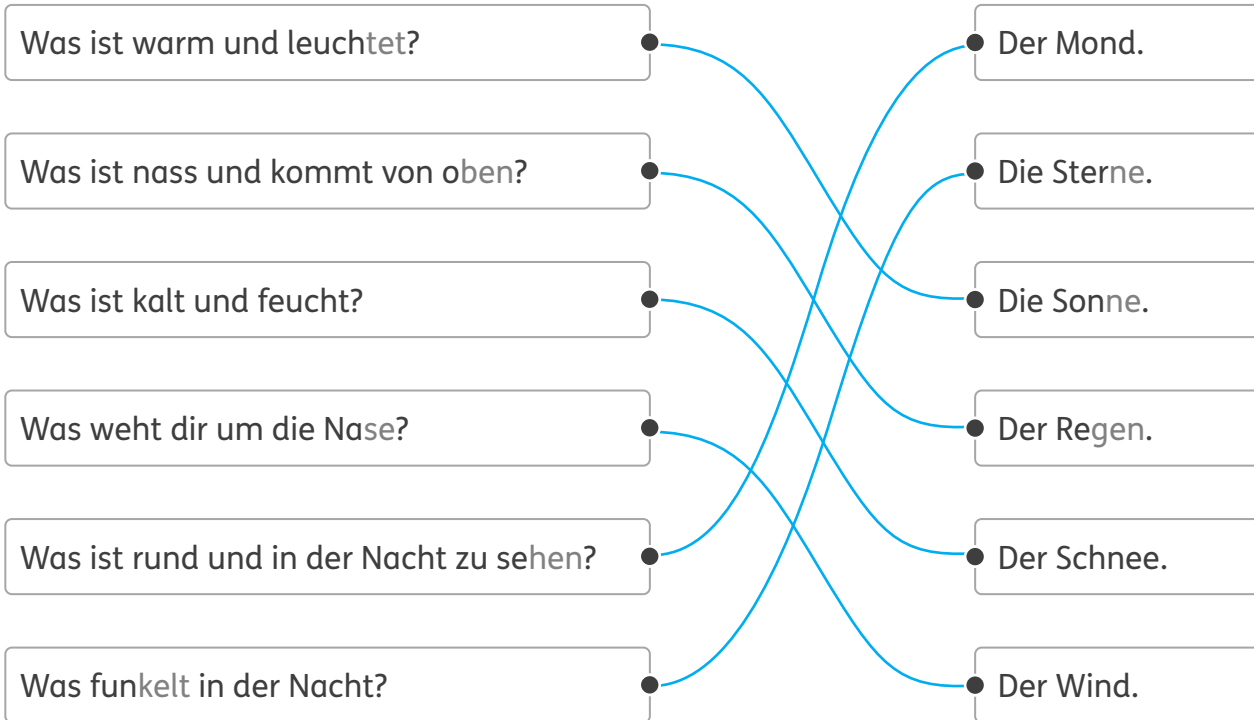 Was ist warm und leuchtet?
Der Mond.
Was ist nass und kommt von oben?
Die Sterne.
Was ist kalt und feucht?
Die Sonne.
Was weht dir um die Nase?
Der Regen.
Was ist rund und in der Nacht zu sehen?
Der Schnee.
Was funkelt in der Nacht?
Der Wind.